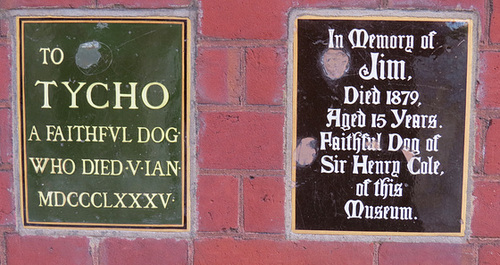 TO
TYCHO
A FAITHFVL DOG
WHO DIED·V·IAN
MDCCCLXXXV·
In Memory of
Jim,
Died 1879,
Aged 15 Years.
Faithful Dog of
Sir Henry Cole,
of this
Museum.